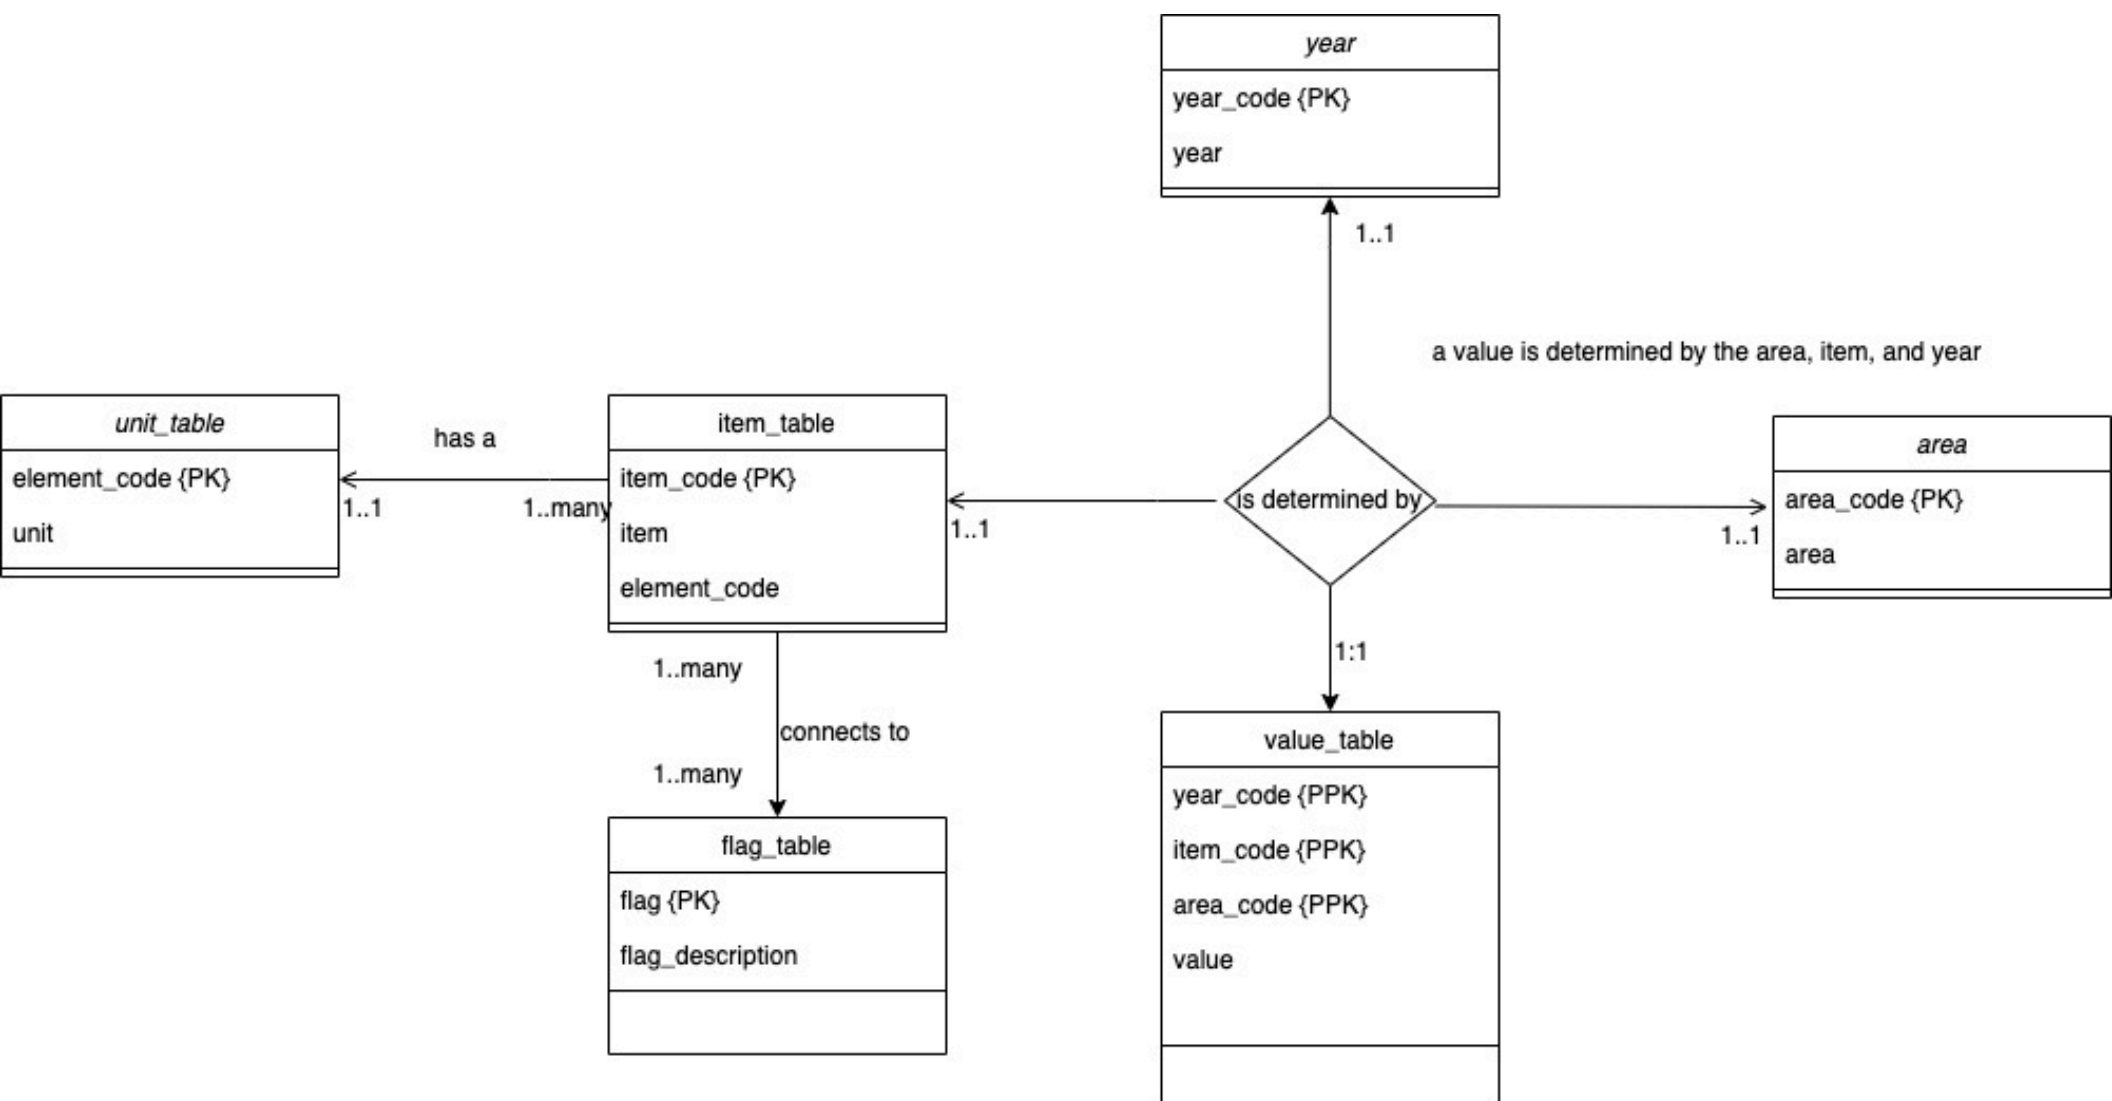 year
year_code {PK}
year
1..1
a value is determined by the area, item, and year
unit_table
element_code {PK}
unit
has a
1..1
1..many
item_table
item_code {PK}
item
element_code
1..1
is determined by
1..1
area
area_code {PK}
area
1..many
connects to
1..many
flag_table
flag {PK}
flag_description
1:1
value_table
year_code {PPK}
item_code {PPK}
area_code {PPK}
value